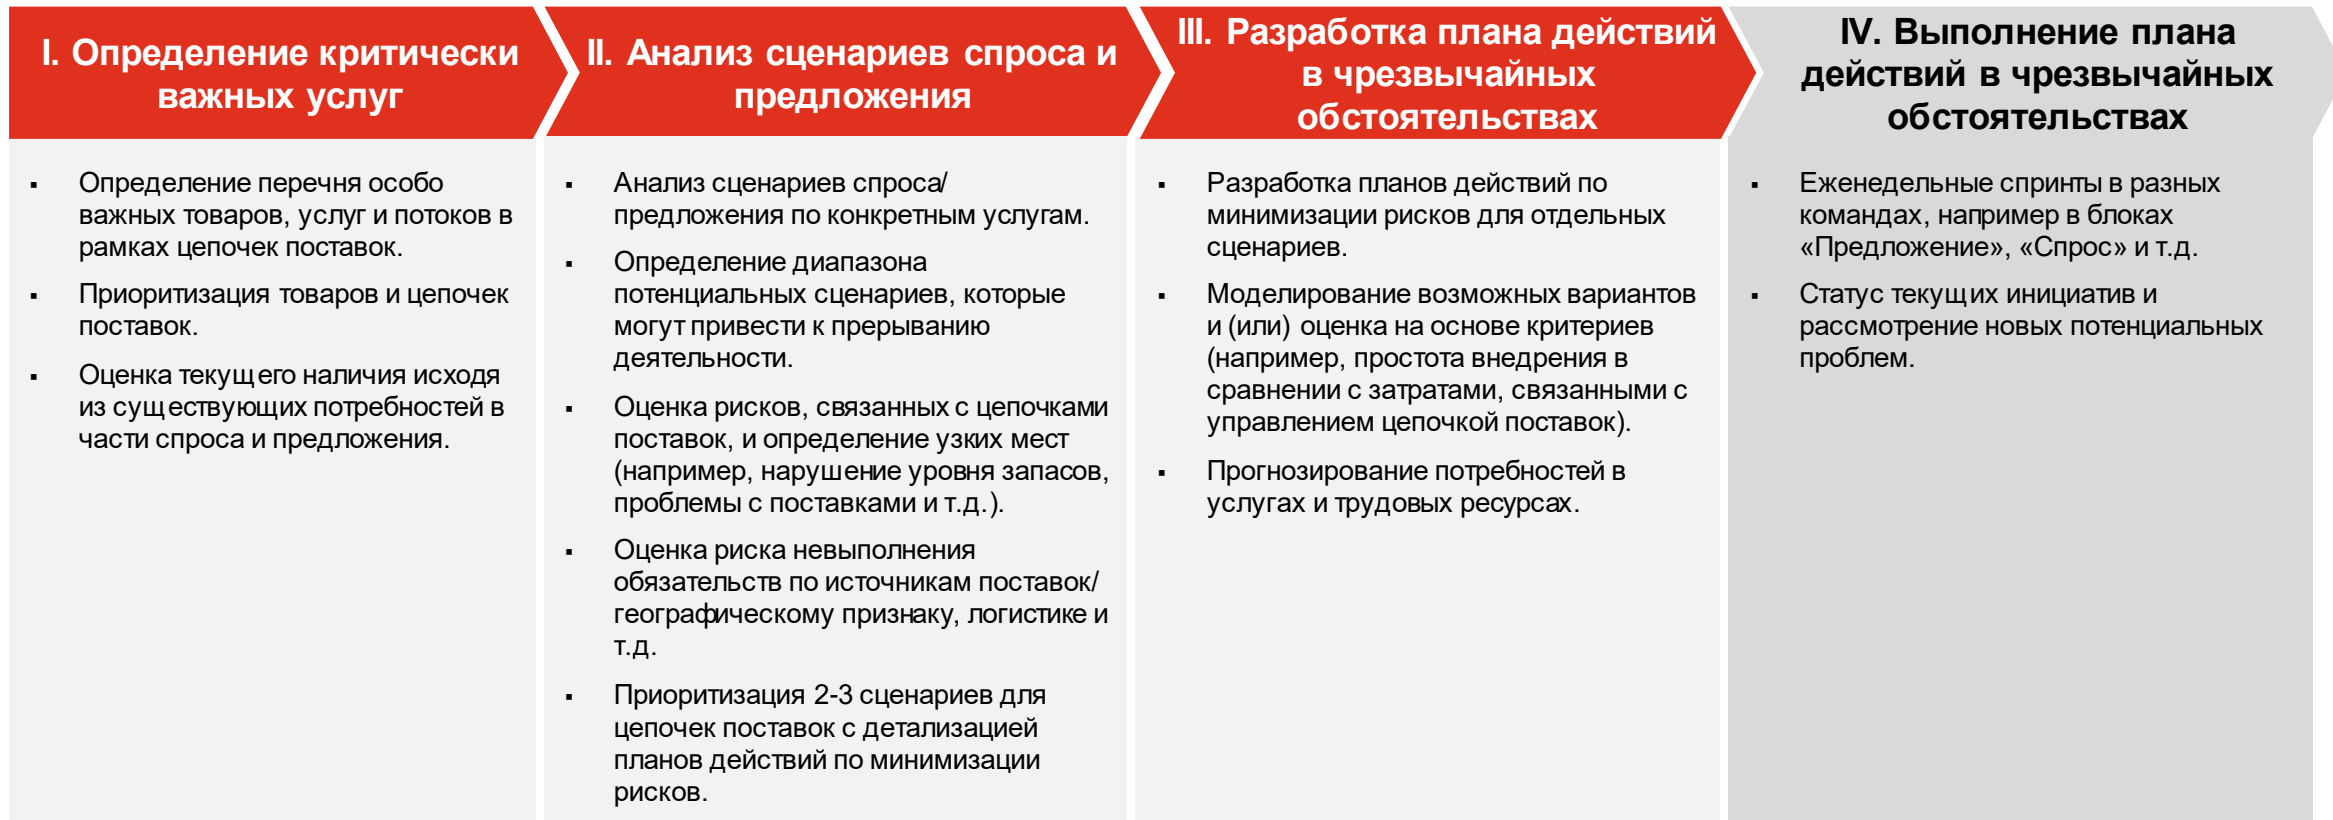 I. Определение критически
важных услуг
▪ Определение перечня особо
важных товаров, услуг и потоков в
рамках цепочек поставок.
▪ Приоритизация товаров и цепочек
поставок.
▪ Оценка текущего наличия исходя
из существующих потребностей в
части спроса и предложения.
II. Анализ сценариев спроса и
предложения
▪ Анализ сценариев спроса/
предложения по конкретным услугам.
▪ Определение диапазона
потенциальных сценариев, которые
могут привести к прерыванию
деятельности.
▪ Оценка рисков, связанных с цепочками
поставок, и определение узких мест
(например, нарушение уровня запасов,
проблемы с поставками и т.д.).
▪ Оценка риска невыполнения
обязательств по источникам поставок/
географическому признаку, логистике и
т.д.
▪ Приоритизация 2-3 сценариев для
цепочек поставок с детализацией
планов действий по минимизации
рисков.
III. Разработка плана действий
в чрезвычайных
обстоятельствах
▪ Разработка планов действий по
минимизации рисков для отдельных
сценариев.
▪ Моделирование возможных вариантов
и (или) оценка на основе критериев
(например, простота внедрения в
сравнении с затратами, связанными с
управлением цепочкой поставок).
▪ Прогнозирование потребностей в
услугах и трудовых ресурсах.
IV. Выполнение плана
действий в чрезвычайных
обстоятельствах
▪ Еженедельные спринты в разных
командах, например в блоках
«Предложение», «Спрос» и т.д.
▪ Статус текущих инициатив и
рассмотрение новых потенциальных
проблем.